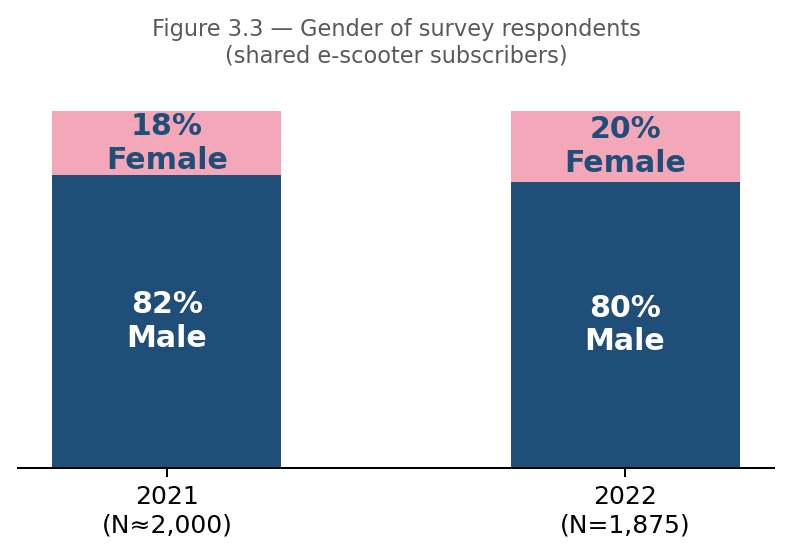 Figure 3.3 — Gender of survey respondents
(shared e-scooter subscribers)
18%
Female
82%
Male
20%
Female
80%
Male
2021
(N≈2,000)
2022
(N=1,875)